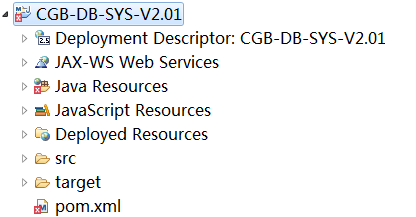 CGB-DB-SYS-V2.01
Deployment Descriptor: CGB-DB-SYS-V2.01
JAX-WS Web Services
Java Resources
JavaScript Resources
Deployed Resources
src
target
pom.xml